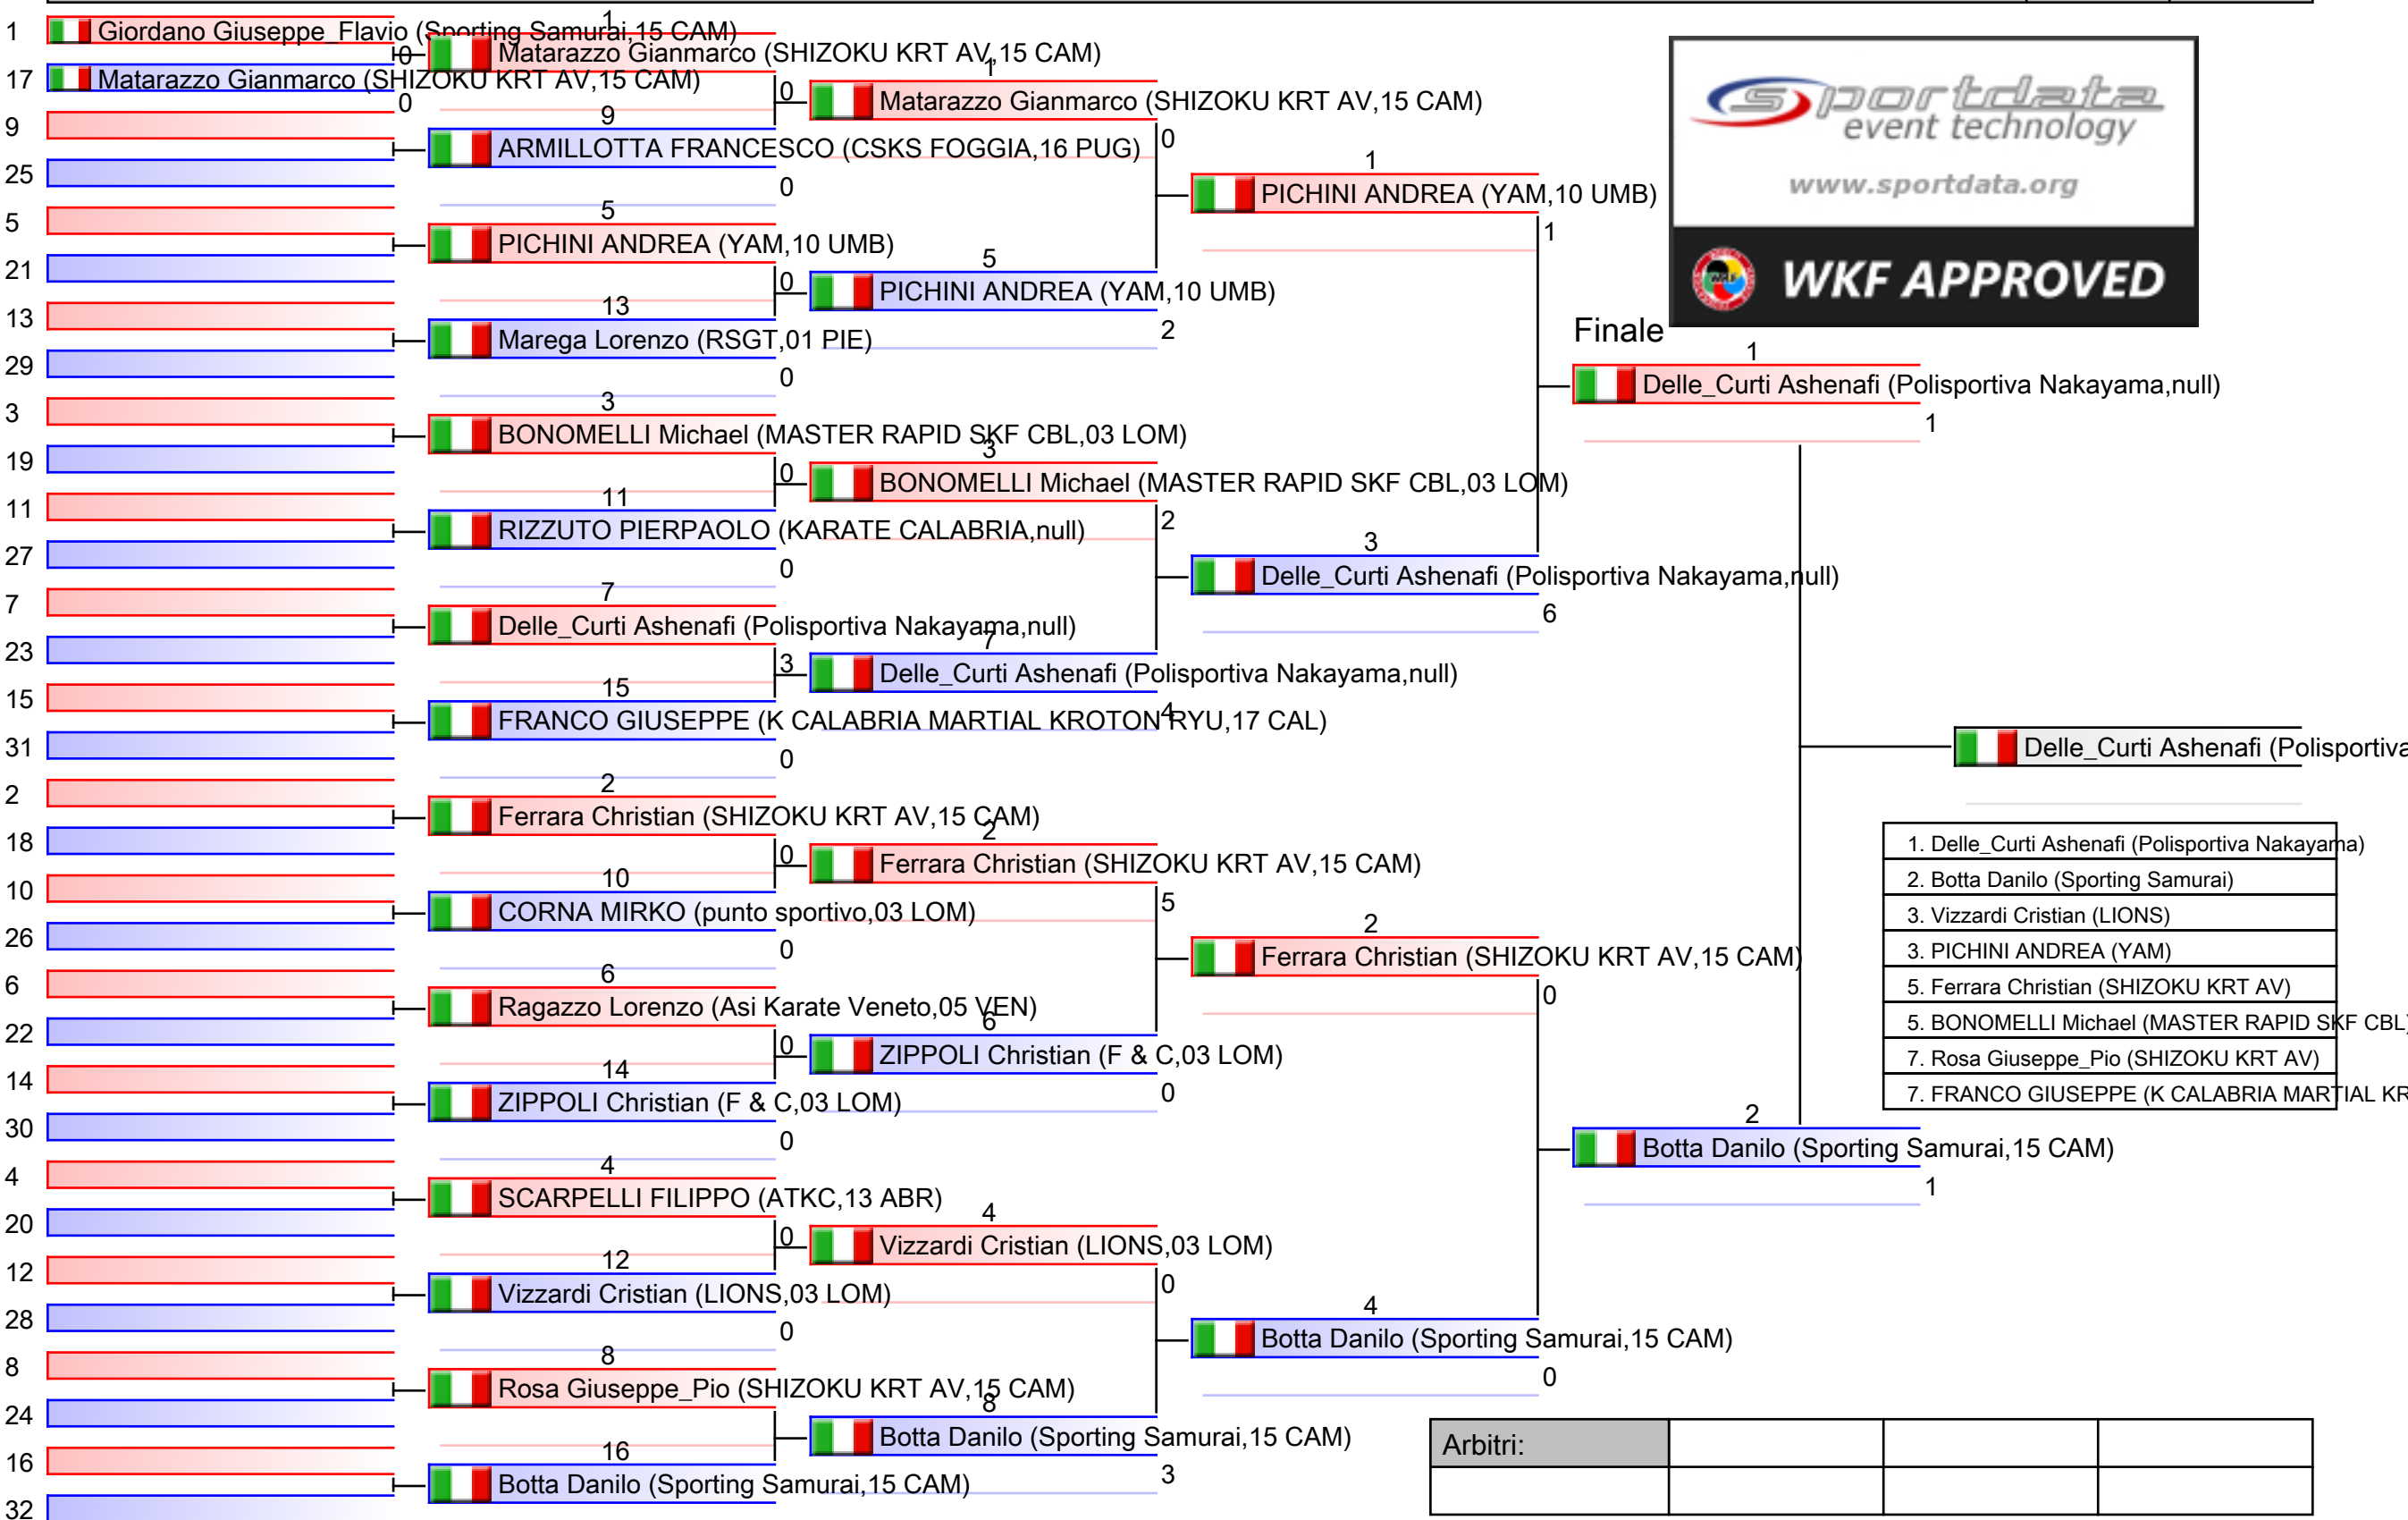 1
Giordano Giuseppe_Flavio (Sporting Samurai,15 CAM)
0
17
Matarazzo Gianmarco (SHIZOKU KRT AV,15 CAM)
0
9
25
5
21
13
29
3
19
11
27
7
23
15
31
2
18
10
26
6
22
14
30
4
20
12
28
8
24
16
32
1
Matarazzo Gianmarco (SHIZOKU KRT AV,15 CAM)
0
9
ARMILLOTTA FRANCESCO (CSKS FOGGIA,16 PUG)
0
5
PICHINI ANDREA (YAM,10 UMB)
0
13
Marega Lorenzo (RSGT,01 PIE)
0
3
BONOMELLI Michael (MASTER RAPID SKF CBL,03 LOM)
0
11
RIZZUTO PIERPAOLO (KARATE CALABRIA,null)
0
7
Delle_Curti Ashenafi (Polisportiva Nakayama,null)
3
15
FRANCO GIUSEPPE (K CALABRIA MARTIAL KROTON RYU,17 CAL)
0
2
Ferrara Christian (SHIZOKU KRT AV,15 CAM)
0
10
CORNA MIRKO (punto sportivo,03 LOM)
0
6
Ragazzo Lorenzo (Asi Karate Veneto,05 VEN)
0
14
ZIPPOLI Christian (F & C,03 LOM)
0
4
SCARPELLI FILIPPO (ATKC,13 ABR)
0
12
Vizzardi Cristian (LIONS,03 LOM)
0
8
Rosa Giuseppe_Pio (SHIZOKU KRT AV,15 CAM)
16
Botta Danilo (Sporting Samurai,15 CAM)
1
Matarazzo Gianmarco (SHIZOKU KRT AV,15 CAM)
0
5
PICHINI ANDREA (YAM,10 UMB)
2
3
BONOMELLI Michael (MASTER RAPID SKF CBL,03 LOM)
2
7
Delle_Curti Ashenafi (Polisportiva Nakayama,null)
4
2
Ferrara Christian (SHIZOKU KRT AV,15 CAM)
5
6
ZIPPOLI Christian (F & C,03 LOM)
0
4
Vizzardi Cristian (LIONS,03 LOM)
0
8
Botta Danilo (Sporting Samurai,15 CAM)
3
1
PICHINI ANDREA (YAM,10 UMB)
1
3
Delle_Curti Ashenafi (Polisportiva Nakayama,null)
6
2
Ferrara Christian (SHIZOKU KRT AV,15 CAM)
0
4
Botta Danilo (Sporting Samurai,15 CAM)
0
sportdata
event technology
www.sportdata.org
WKF
WKF APPROVED
Finale
1
Delle_Curti Ashenafi (Polisportiva Nakayama,null)
1
2
Botta Danilo (Sporting Samurai,15 CAM)
1
Delle_Curti Ashenafi (Polisportiva
1. Delle_Curti Ashenafi (Polisportiva Nakayama)
2. Botta Danilo (Sporting Samurai)
3. Vizzardi Cristian (LIONS)
3. PICHINI ANDREA (YAM)
5. Ferrara Christian (SHIZOKU KRT AV)
5. BONOMELLI Michael (MASTER RAPID SKF CBL)
7. Rosa Giuseppe_Pio (SHIZOKU KRT AV)
7. FRANCO GIUSEPPE (K CALABRIA MARTIAL KR
Arbitri: